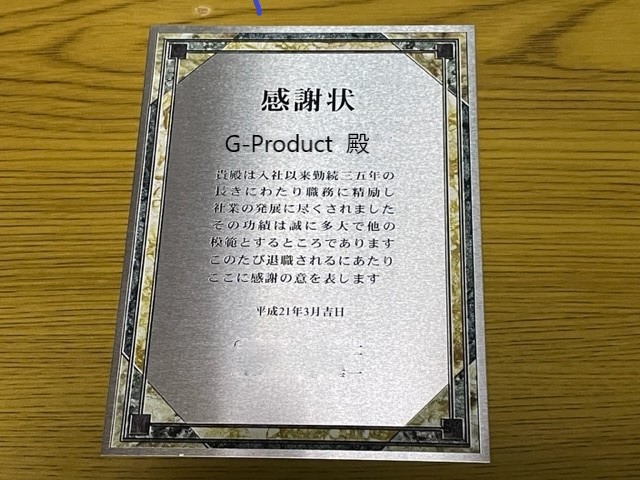 感謝状
G-Product 殿
貴殿は入社以来勤続三五年の
長きにわたり職務に精励し
社業の発展に尽くされました
その功績は誠に多大で他の
模範とするところであります
このたび退職されるにあたり
ここに感謝の意を表します
平成21年3月吉日